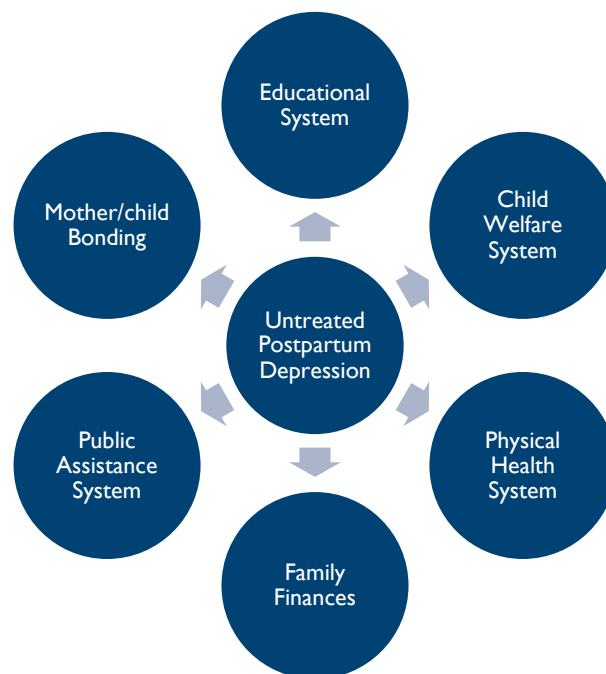 Educational
System
Mother/child
Bonding
Child
Welfare
System
Untreated
Postpartum
Depression
Public
Assistance
System
Physical
Health
System
Family
Finances